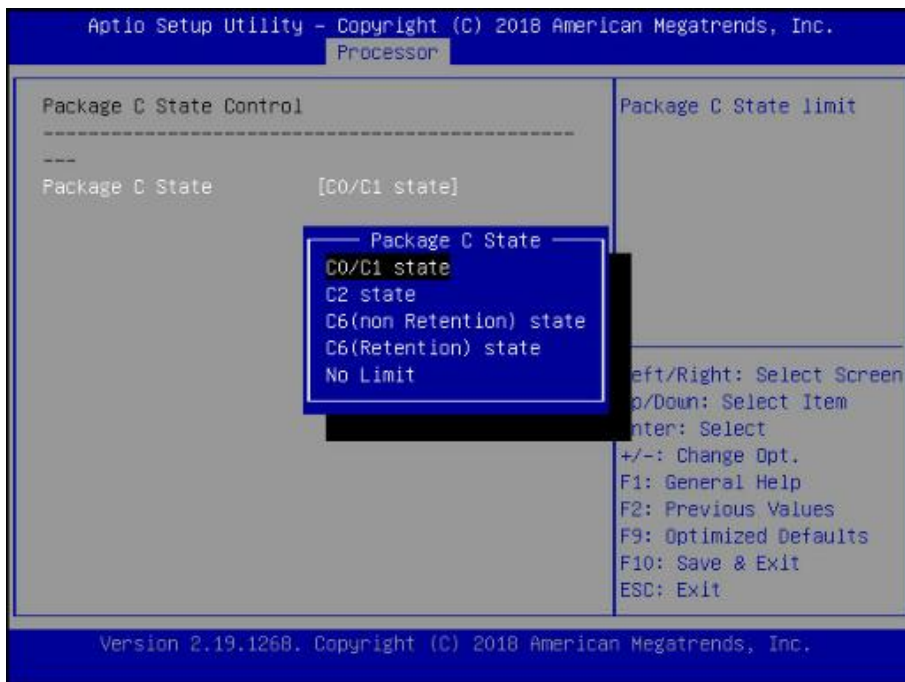 Aptio Setup Utility – Copyright (C) 2018 American Megatrends, Inc.
Processor
Package C State Control
-----------------------------------------------
---
Package C State [C0/C1 state]
Package C State
C0/C1 state
C2 state
C6(non Retention) state
C6(Retention) state
No Limit
Package C State limit
eft/Right: Select Screen
p/Down: Select Item
nter: Select
+/-: Change Opt.
F1: General Help
F2: Previous Values
F9: Optimized Defaults
F10: Save & Exit
ESC: Exit
Version 2.19.1268. Copyright (C) 2018 American Megatrends, Inc.